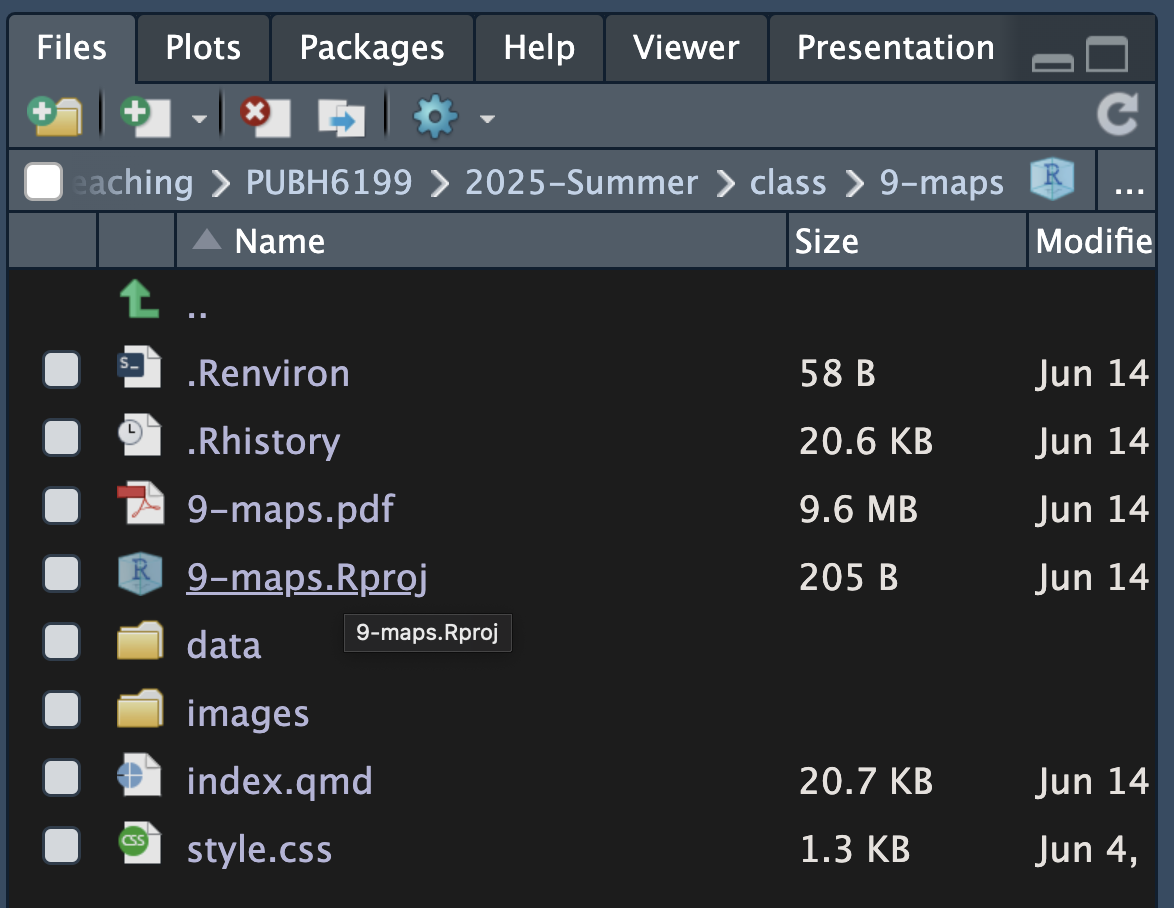 Files Plots Packages Help Viewer Presentation
eaching > PUBH6199 > 2025-Summer > class > 9-maps R ...
Name Size Modifie
..
.Renviron 58 B Jun 14
.Rhistory 20.6 KB Jun 14
9-maps.pdf 9.6 MB Jun 14
9-maps.Rproj 205 B Jun 14
9-maps.Rproj
data
images
index.qmd 20.7 KB Jun 14
style.css 1.3 KB Jun 4,